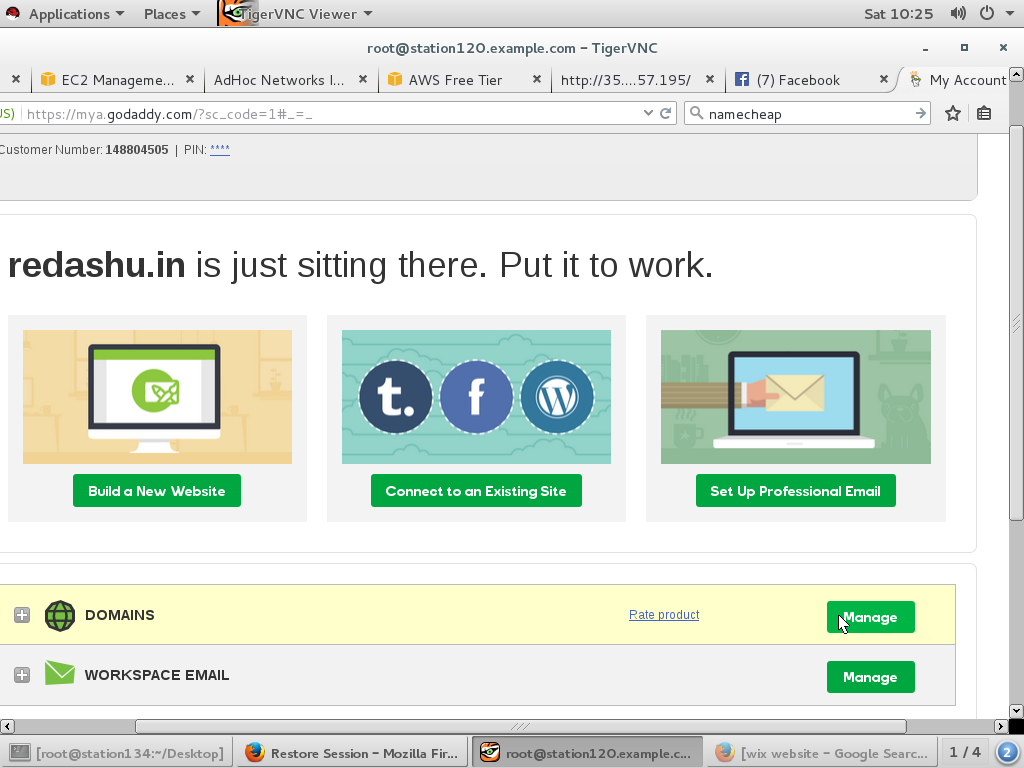 Applications Places TigerVNC Viewer Sat 10:25
root@station120.example.com - TigerVNC
EC2 Manageme... AdHoc Networks I... AWS Free Tier http://35....57.195/ (7) Facebook My Account
US) https://mya.godaddy.com/?sc_code=1#_=_ namecheap
Customer Number: 148804505 | PIN: ****
redashu.in is just sitting there. Put it to work.
t. f W
Build a New Website Connect to an Existing Site Set Up Professional Email
DOMAINS Rate product Manage
WORKSPACE EMAIL Manage
[root@station134:~/Desktop] Restore Session - Mozilla Fir... root@station120.example.c... [wix website - Google Searc... 1 / 4 2